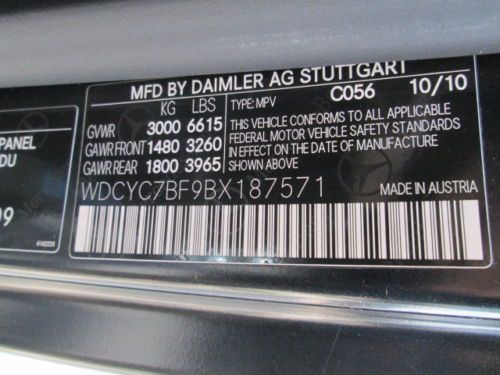 MFD BY DAIMLER AG STUTTGART
KG LBS TYPE: MPV C056 10/10
GVWR 3000 6615
GAWR FRONT 1480 3260
GAWR REAR 1800 3965
THIS VEHICLE CONFORMS TO ALL APPLICABLE
FEDERAL MOTOR VEHICLE SAFETY STANDARDS
IN EFFECT ON THE DATE OF MANUFACTURE
SHOWN ABOVE.
WDCYC7BF9BX187571 MADE IN AUSTRIA
PANEL
DU
09